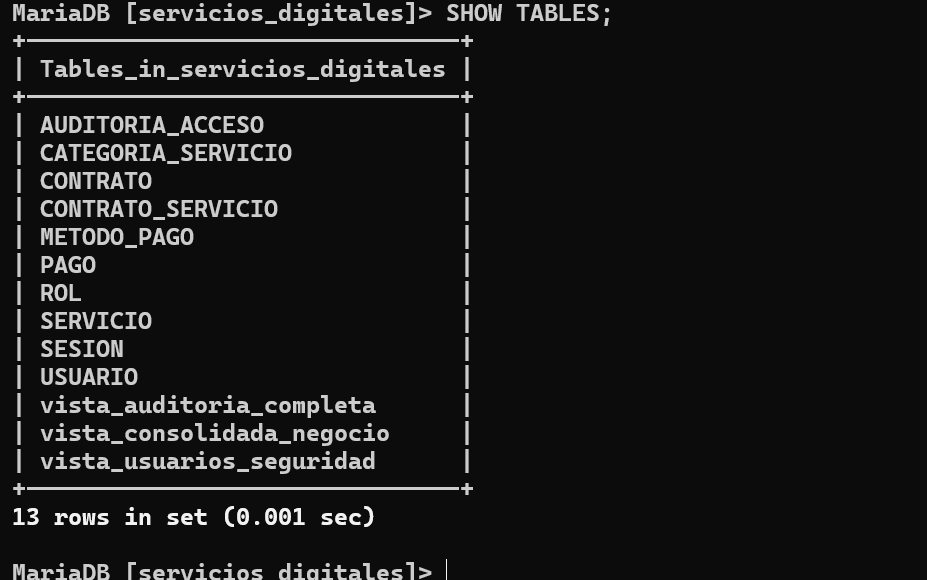 MariaDB [servicios_digitales]> SHOW TABLES;
+-------------------------------+
| Tables_in_servicios_digitales |
+-------------------------------+
| AUDITORIA_ACCESO              |
| CATEGORIA_SERVICIO            |
| CONTRATO                      |
| CONTRATO_SERVICIO             |
| METODO_PAGO                   |
| PAGO                          |
| ROL                           |
| SERVICIO                      |
| SESION                        |
| USUARIO                       |
| vista_auditoria_completa      |
| vista_consolidada_negocio     |
| vista_usuarios_seguridad      |
+-------------------------------+
13 rows in set (0.001 sec)
MariaDB [servicios_digitales]>